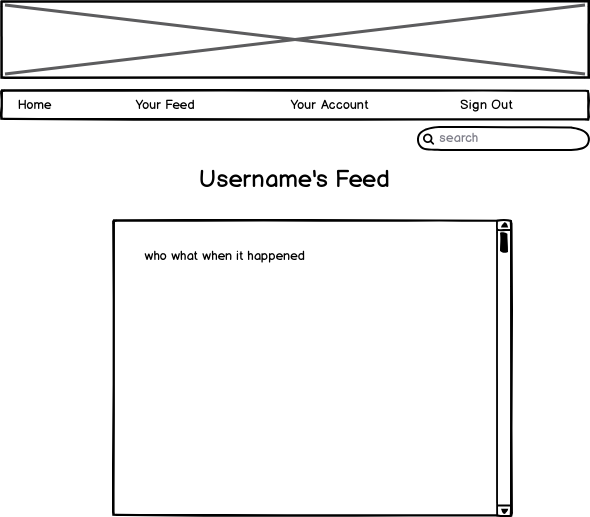 Home Your Feed Your Account Sign Out
search
Username's Feed
who what when it happened